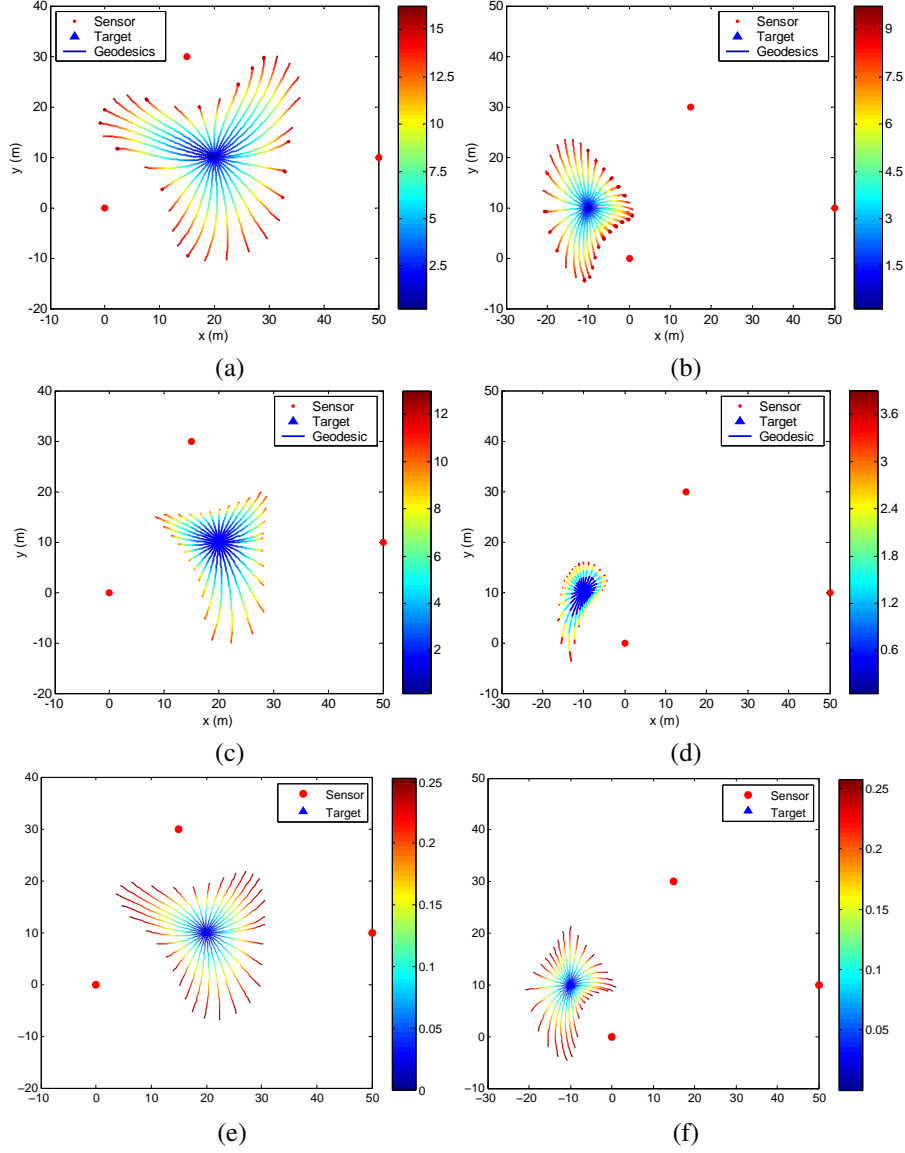 Sensor
Target
Geodesics
40
30
20
10
0
-10
-20
y (m)
-10 0 10 20 30 40 50
x (m)
15
12.5
10
7.5
5
2.5
(a)
Sensor
Target
Geodesics
50
40
30
20
10
0
-10
y (m)
-30 -20 -10 0 10 20 30 40 50
x (m)
9
7.5
6
4.5
3
1.5
(b)
Sensor
Target
Geodesic
40
30
20
10
0
-10
-20
y (m)
-10 0 10 20 30 40 50
x (m)
12
10
8
6
4
2
(c)
Sensor
Target
Geodesic
50
40
30
20
10
0
-10
y (m)
-30 -20 -10 0 10 20 30 40 50
x (m)
3.6
3
2.4
1.8
1.2
0.6
(d)
Sensor
Target
40
30
20
10
0
−10
−20
−10 0 10 20 30 40 50
0.25
0.2
0.15
0.1
0.05
0
(e)
Sensor
Target
50
40
30
20
10
0
−10
−30 −20 −10 0 10 20 30 40 50
0.25
0.2
0.15
0.1
0.05
(f)